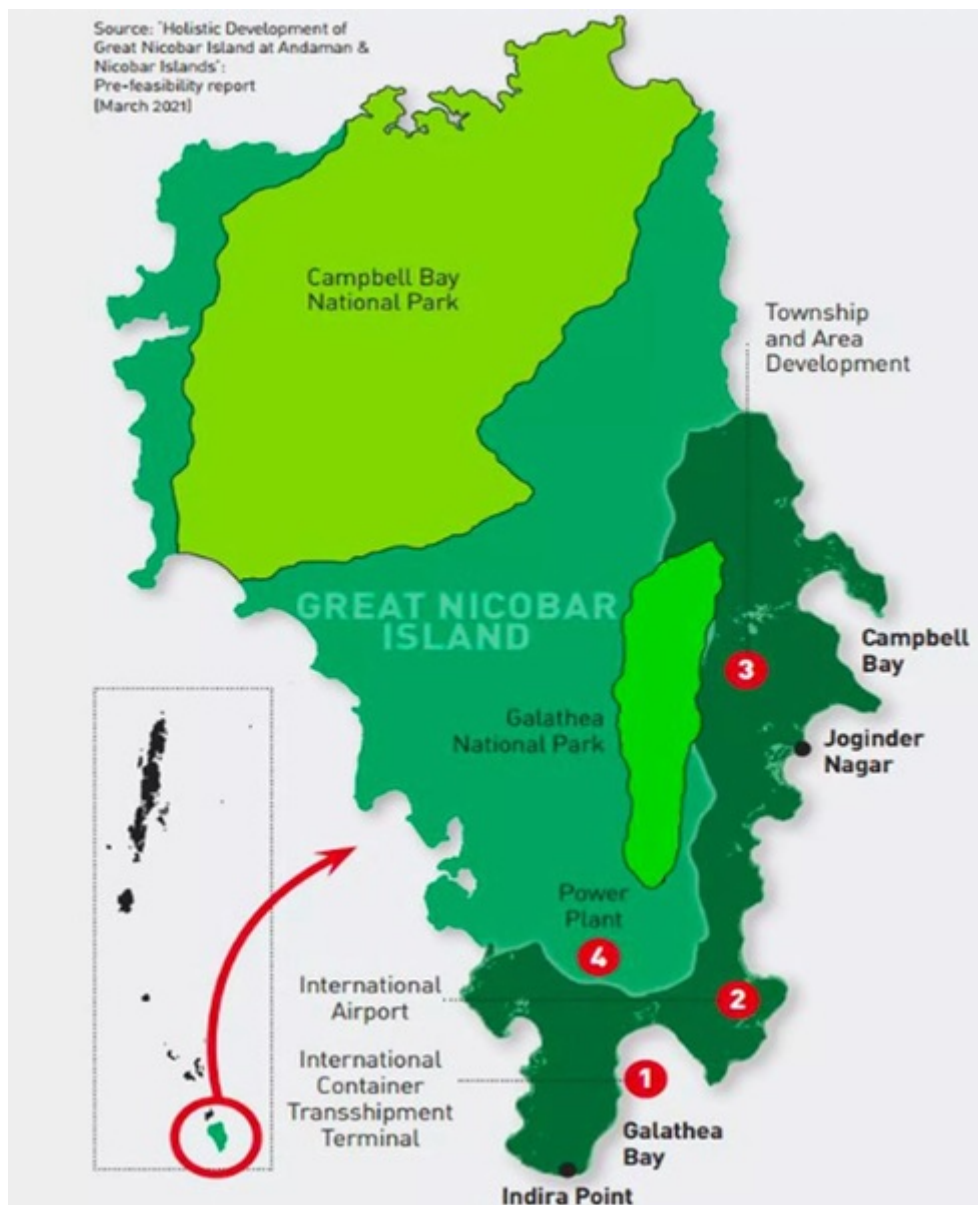 Source: 'Holistic Development of
Great Nicobar Island at Andaman &
Nicobar Islands':
Pre-feasibility report
(March 2021)
Campbell Bay
National Park
Township
and Area
Development
GREAT NICOBAR
ISLAND
Campbell
Bay
3
Galathea
National Park
Joginder
Nagar
Power
Plant
4
International
Airport
2
International
Container
Transshipment
Terminal
1
Galathea
Bay
Indira Point